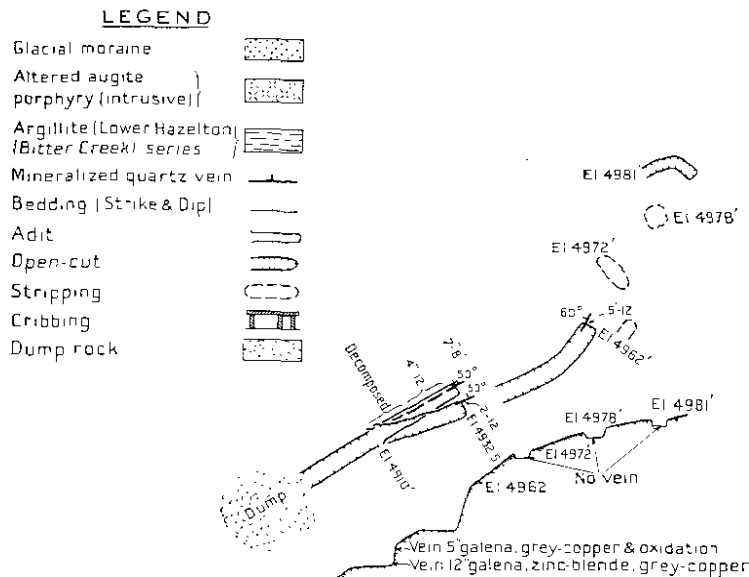 LEGEND
Glacial moraine
Altered augite
porphyry (intrusive)
Argillite (Lower Hazelton)
(Bitter Creek) series
Mineralized quartz vein
Bedding (Strike & Dip)
Adit
Open-cut
Stripping
Cribbing
Dump rock
El 4981'
El 4978'
El 4972'
60°
5"-12
El 4962'
Decomposed
4"-12
7"-8'
50°
50°
2-12
El 4932.5
El 4910'
Dump
El 4981'
El 4978'
El 4972'
No vein
El 4962
Vein 5" galena, grey-copper & oxidation
Vein 12" galena, zinc-blende, grey-copper